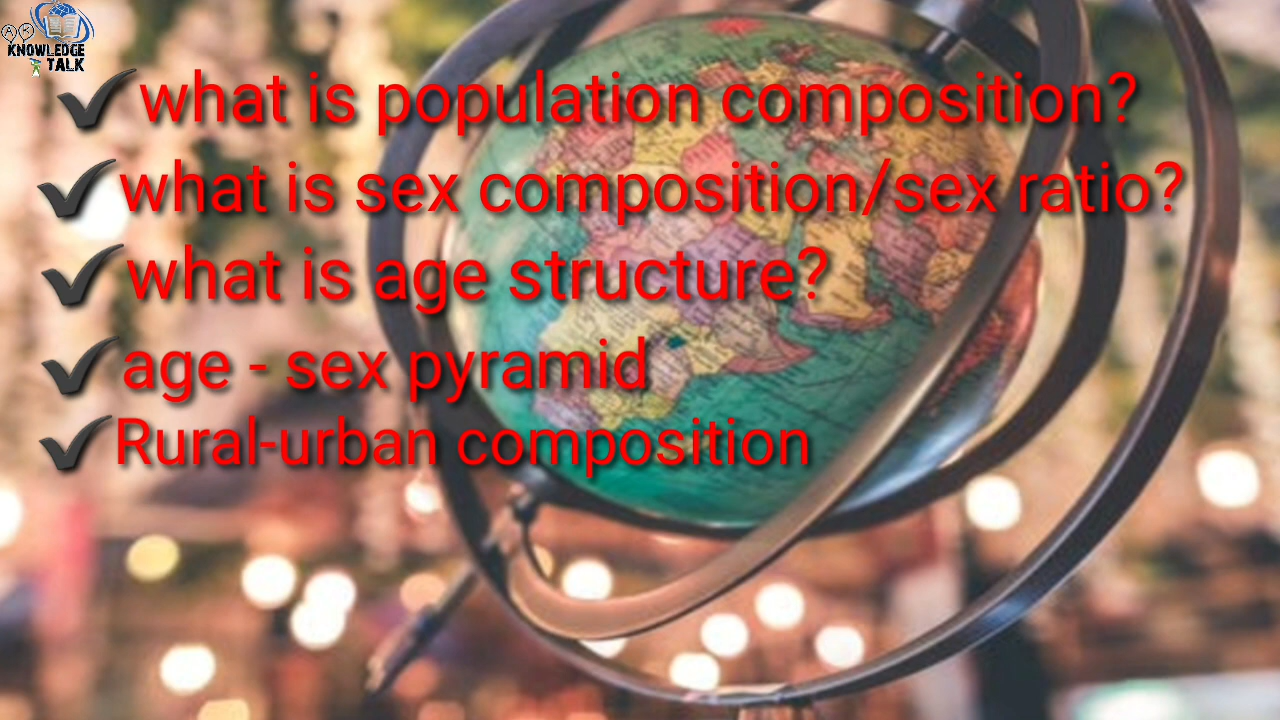 KNOWLEDGE
TALK
what is population composition?
what is sex composition/sex ratio?
what is age structure?
age - sex pyramid
Rural-urban composition